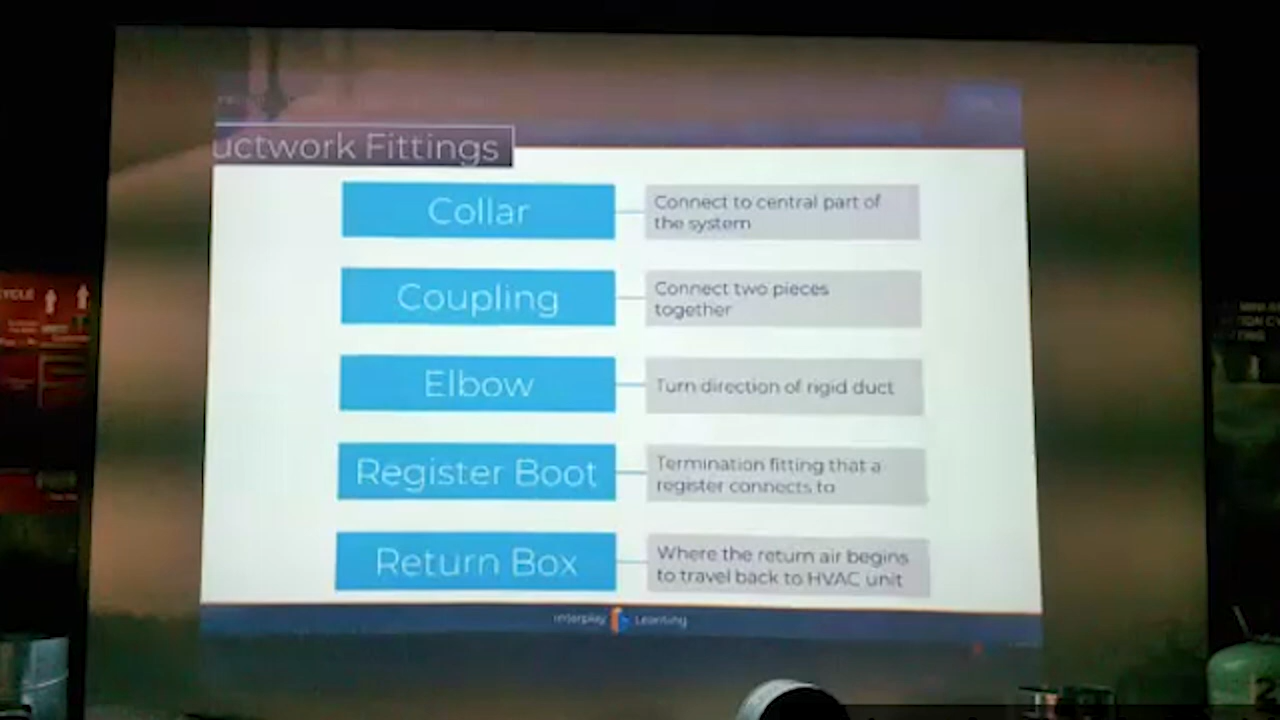 uctwork Fittings
Collar
Connect to central part of
the system
Coupling
Connect two pieces
together
Elbow
Turn direction of rigid duct
Register Boot
Termination fitting that a
register connects to
Return Box
Where the return air begins
to travel back to HVAC unit
Interplay Learning
YCLE
2